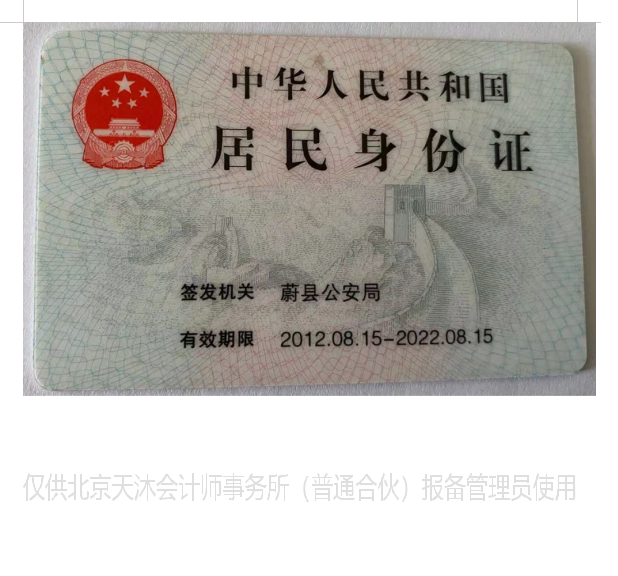 中华人民共和国
居民身份证
签发机关 蔚县公安局
有效期限 2012.08.15-2022.08.15
仅供北京天沐会计师事务所（普通合伙）报备管理员使用